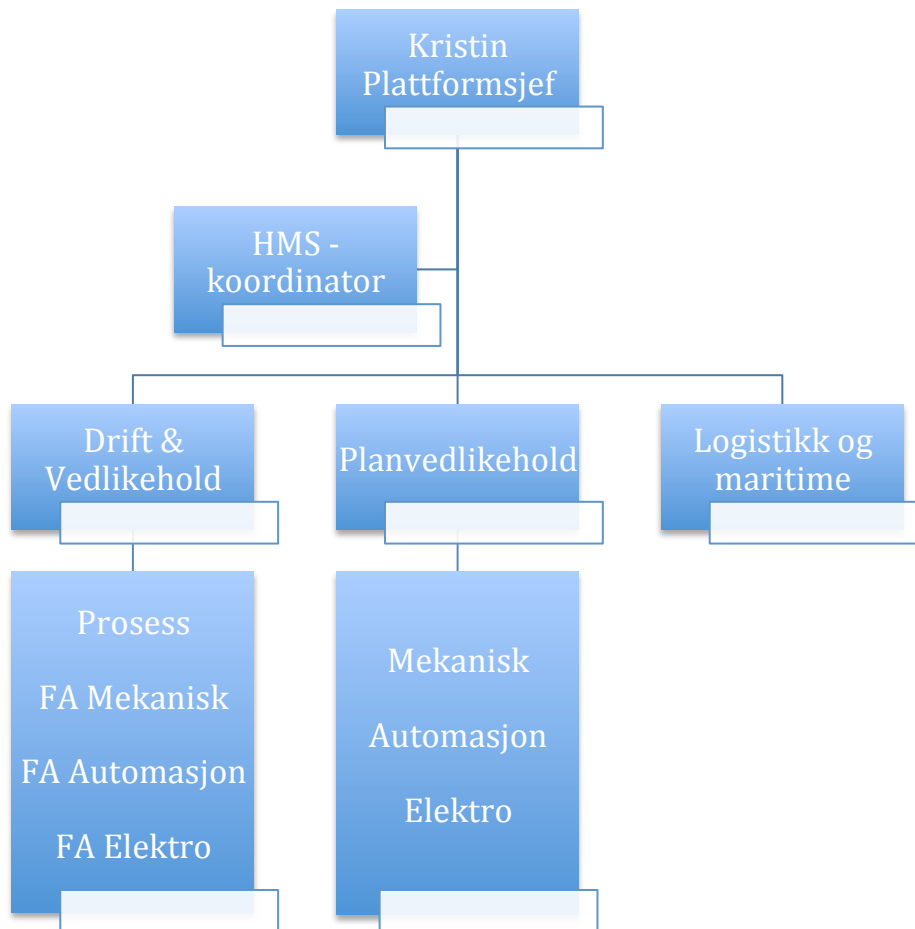 Kristin
Plattformsjef
HMS -
koordinator
Drift &
Vedlikehold
Planvedlikehold
Logistikk og
maritime
Prosess
FA Mekanisk
FA Automasjon
FA Elektro
Mekanisk
Automasjon
Elektro